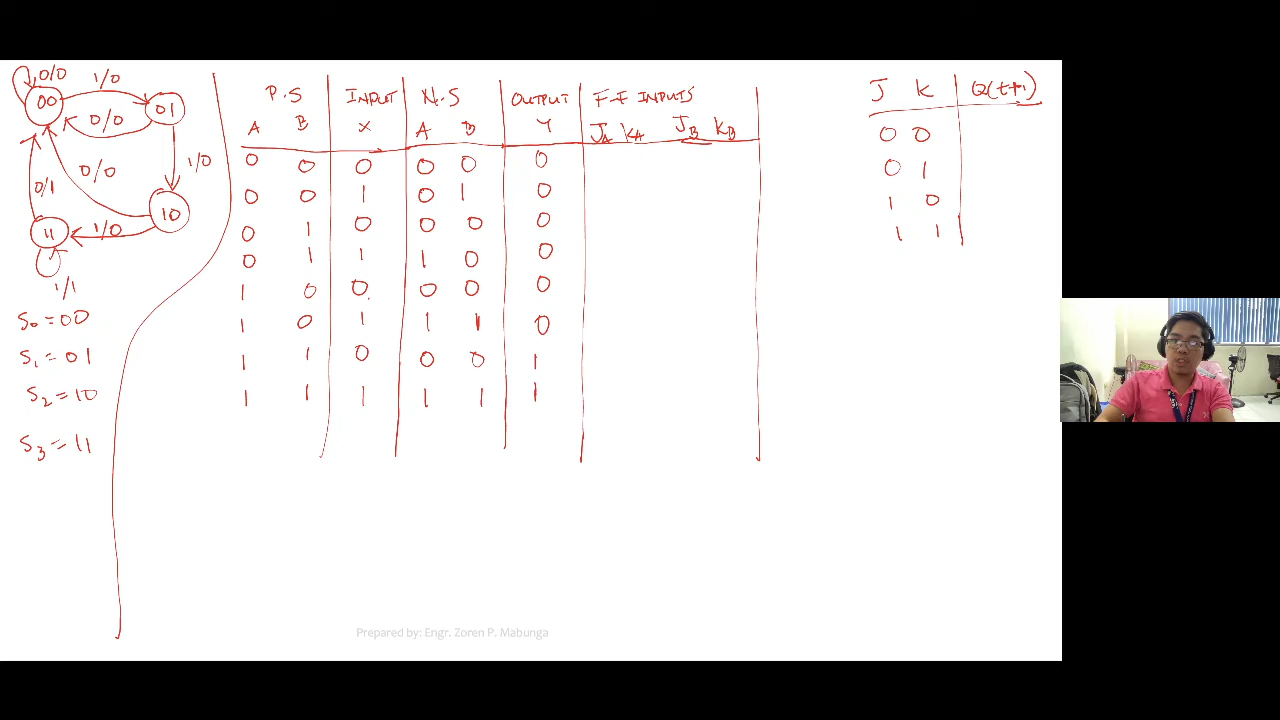 0/0
1/0
00
01
0/0
1/0
0/0
0/1
10
11
1/0
1/1
S0 = 00
S1 = 01
S2 = 10
S3 = 11
P.S INPUT N.S OUTPUT F-F INPUTS
A B X A B Y JA KA JB KB
0 0 0 0 0 0
0 0 1 0 1 0
0 1 0 0 0 0
0 1 1 1 0 0
1 0 0 0 0 0
1 0 1 1 1 0
1 1 0 0 0 1
1 1 1 1 1 1
J K Q(t+1)
0 0
0 1
1 0
1 1
Prepared by: Engr. Zoren P. Mabunga